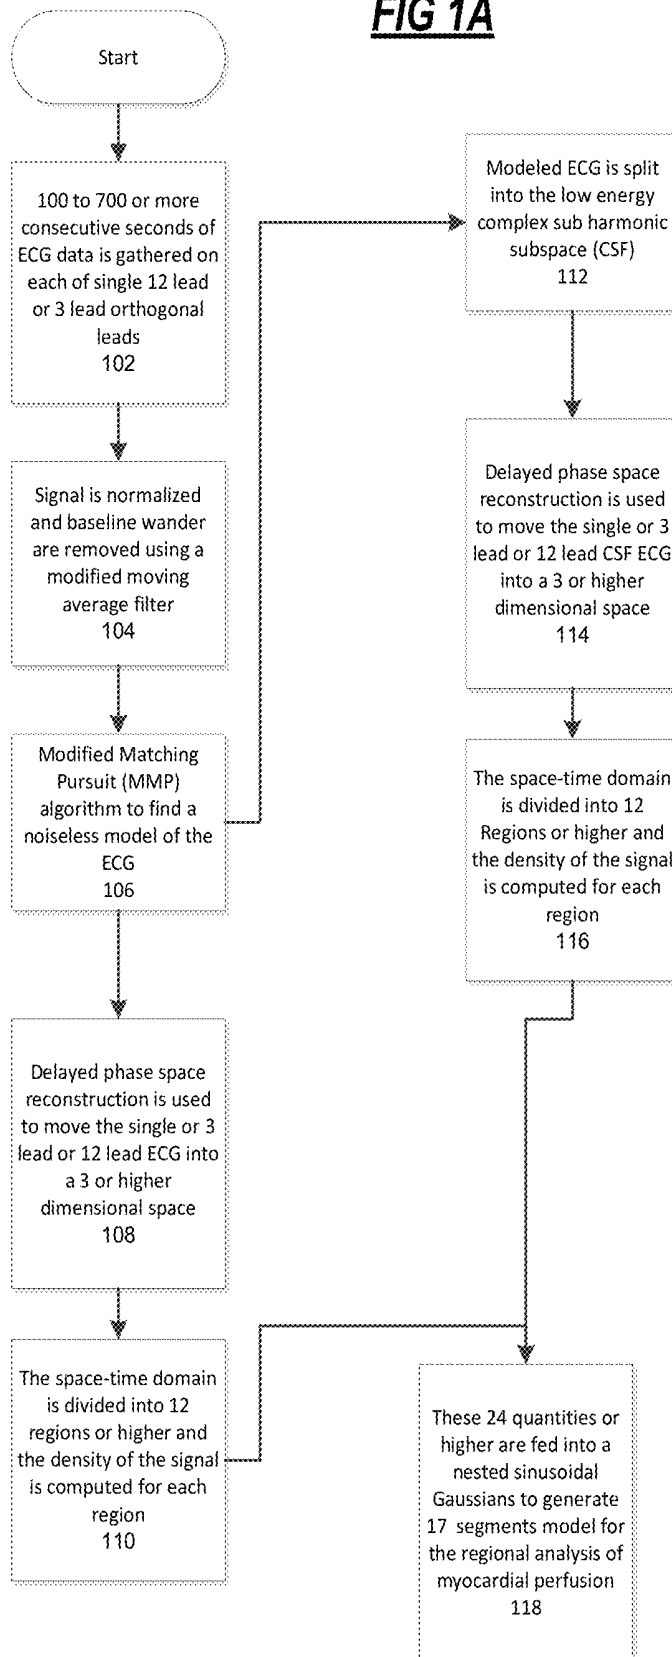 FIG 1A
Start
100 to 700 or more
consecutive seconds of
ECG data is gathered on
each of single 12 lead
or 3 lead orthogonal
leads
102
Signal is normalized
and baseline wander
are removed using a
modified moving
average filter
104
Modified Matching
Pursuit (MMP)
algorithm to find a
noiseless model of the
ECG
106
Delayed phase space
reconstruction is used
to move the single or 3
lead or 12 lead ECG into
a 3 or higher
dimensional space
108
The space-time domain
is divided into 12
regions or higher and
the density of the signal
is computed for each
region
110
Modeled ECG is split
into the low energy
complex sub harmonic
subspace (CSF)
112
Delayed phase space
reconstruction is used
to move the single or 3
lead or 12 lead CSF ECG
into a 3 or higher
dimensional space
114
The space-time domain
is divided into 12
Regions or higher and
the density of the signal
is computed for each
region
116
These 24 quantities or
higher are fed into a
nested sinusoidal
Gaussians to generate
17 segments model for
the regional analysis of
myocardial perfusion
118